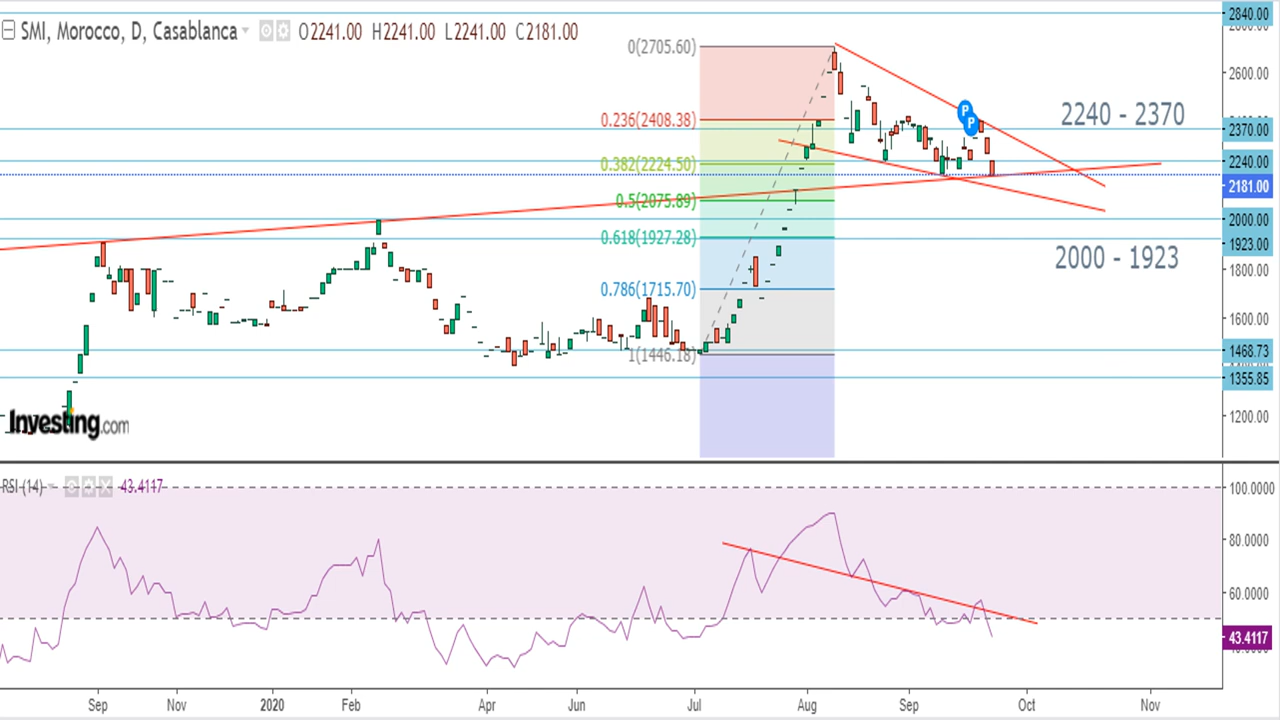 SMI, Morocco, D, Casablanca O2241.00 H2241.00 L2241.00 C2181.00
2840.00
0(2705.60)
2600.00
P
P
2240 - 2370
0.236(2408.38)
2370.00
0.382(2224.50)
2240.00
2181.00
0.5(2075.89)
2000.00
0.618(1927.28)
1923.00
2000 - 1923
1800.00
0.786(1715.70)
1600.00
1(1446.18)
1468.73
1355.85
1200.00
Investing.com
RSI (14) 43.4117
100.0000
80.0000
60.0000
43.4117
Sep Nov 2020 Feb Apr Jun Jul Aug Sep Oct Nov